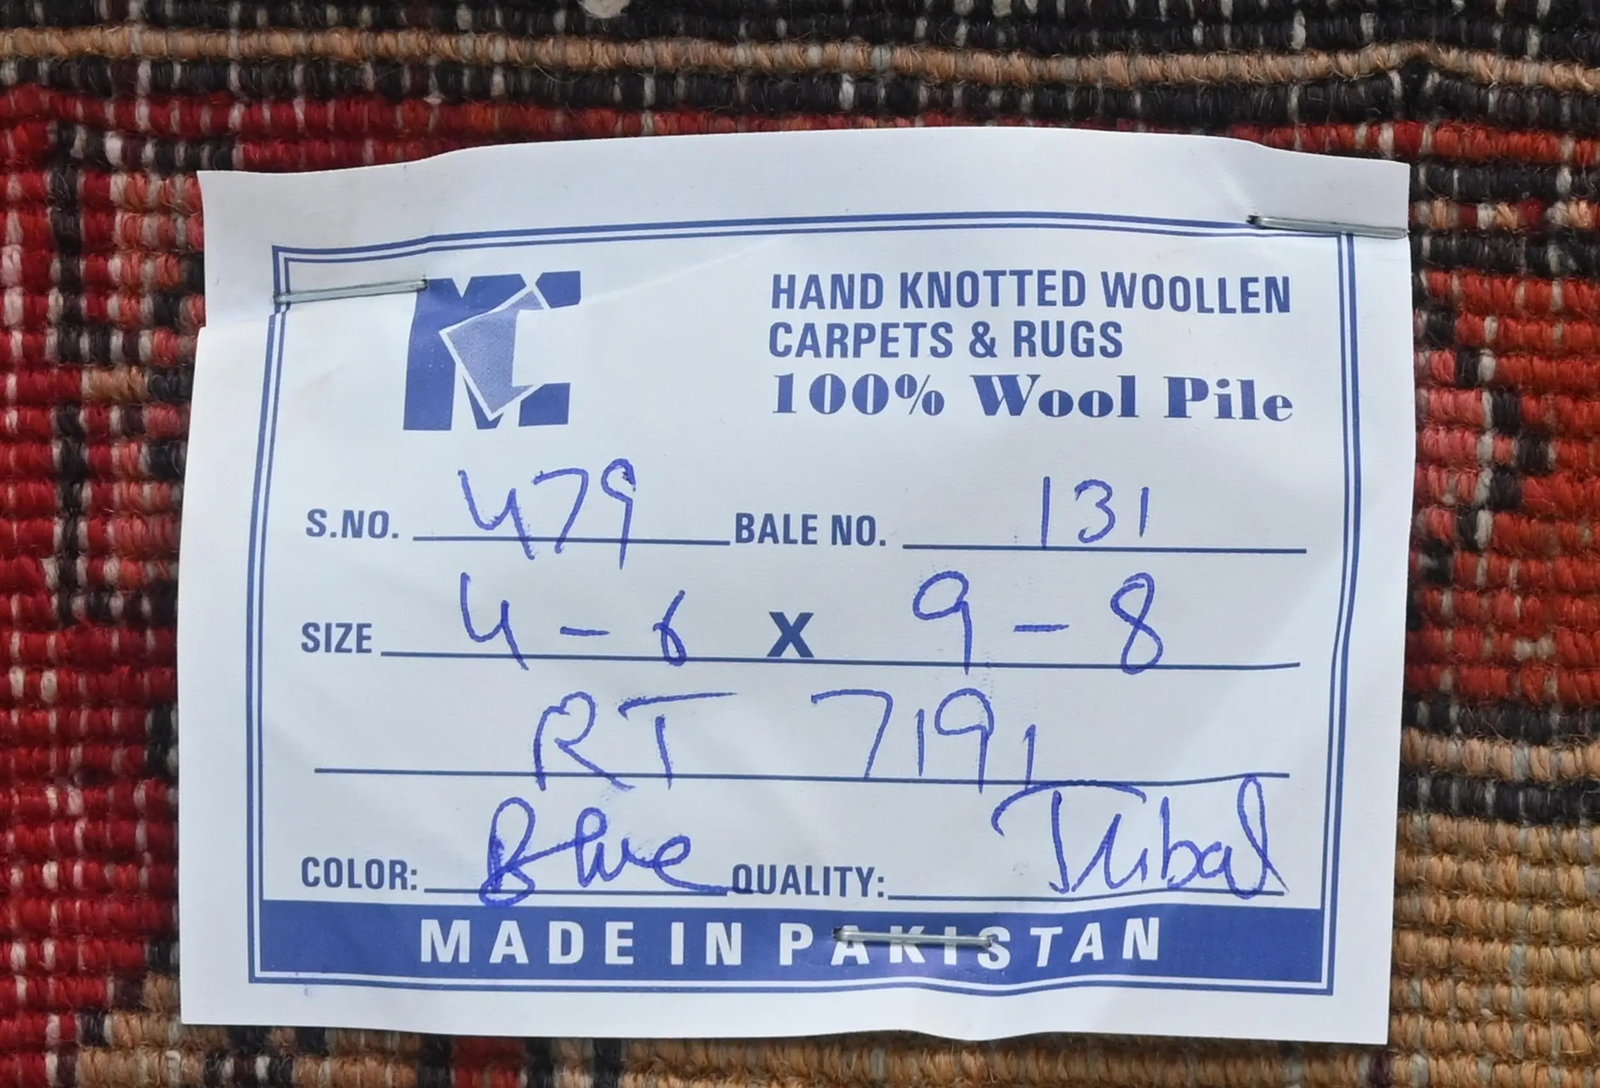 MC
HAND KNOTTED WOOLLEN
CARPETS & RUGS
100% Wool Pile
S.NO. 479 BALE NO. 131
SIZE 4-6 X 9-8
RT 7191
COLOR: Blue QUALITY: Tribal
MADE IN PAKISTAN